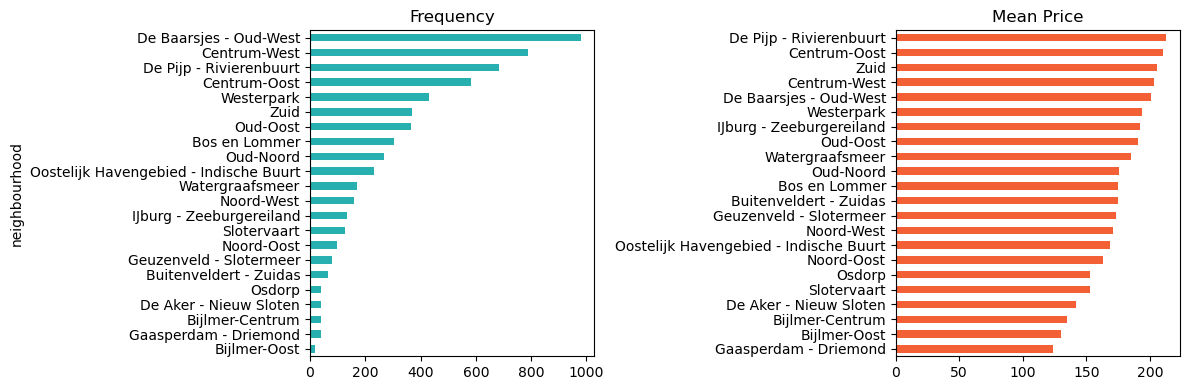 Frequency
neighbourhood
De Baarsjes - Oud-West
Centrum-West
De Pijp - Rivierenbuurt
Centrum-Oost
Westerpark
Zuid
Oud-Oost
Bos en Lommer
Oud-Noord
Oostelijk Havengebied - Indische Buurt
Watergraafsmeer
Noord-West
IJburg - Zeeburgereiland
Slotervaart
Noord-Oost
Geuzenveld - Slotermeer
Buitenveldert - Zuidas
Osdorp
De Aker - Nieuw Sloten
Bijlmer-Centrum
Gaasperdam - Driemond
Bijlmer-Oost
0 200 400 600 800 1000
Mean Price
De Pijp - Rivierenbuurt
Centrum-Oost
Zuid
Centrum-West
De Baarsjes - Oud-West
Westerpark
IJburg - Zeeburgereiland
Oud-Oost
Watergraafsmeer
Oud-Noord
Bos en Lommer
Buitenveldert - Zuidas
Geuzenveld - Slotermeer
Noord-West
Oostelijk Havengebied - Indische Buurt
Noord-Oost
Osdorp
Slotervaart
De Aker - Nieuw Sloten
Bijlmer-Centrum
Bijlmer-Oost
Gaasperdam - Driemond
0 50 100 150 200